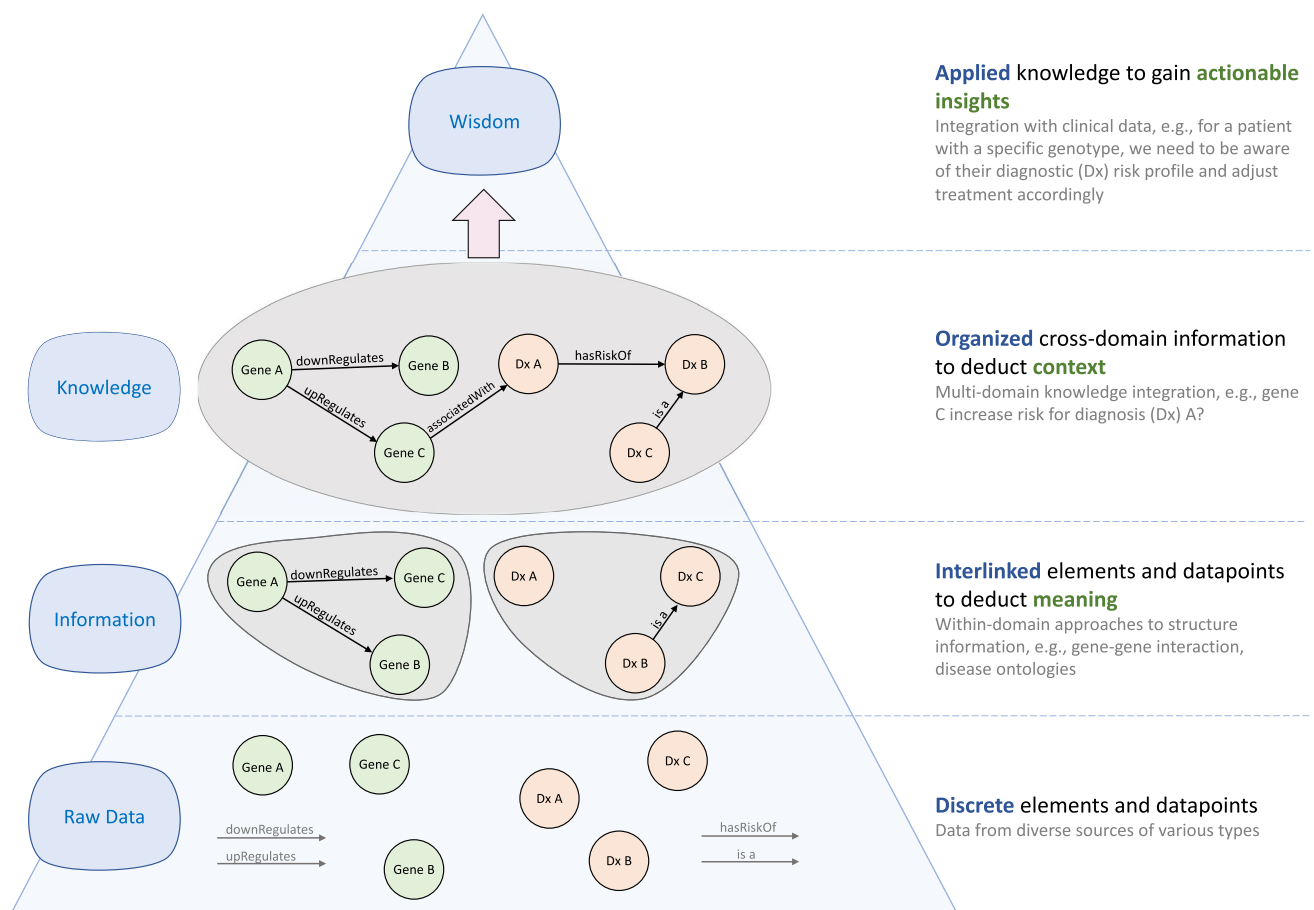 Wisdom
Applied knowledge to gain actionable
insights
Integration with clinical data, e.g., for a patient
with a specific genotype, we need to be aware
of their diagnostic (Dx) risk profile and adjust
treatment accordingly
Knowledge
Gene A
downRegulates
Gene B
upRegulates
Gene C
associatedWith
Dx A
hasRiskOf
Dx B
is a
Dx C
Organized cross-domain information
to deduct context
Multi-domain knowledge integration, e.g., gene
C increase risk for diagnosis (Dx) A?
Information
Gene A
downRegulates
Gene C
upRegulates
Gene B
Dx A
Dx C
is a
Dx B
Interlinked elements and datapoints
to deduct meaning
Within-domain approaches to structure
information, e.g., gene-gene interaction,
disease ontologies
Raw Data
Gene A
Gene C
downRegulates
upRegulates
Gene B
Dx A
Dx C
Dx B
hasRiskOf
is a
Discrete elements and datapoints
Data from diverse sources of various types